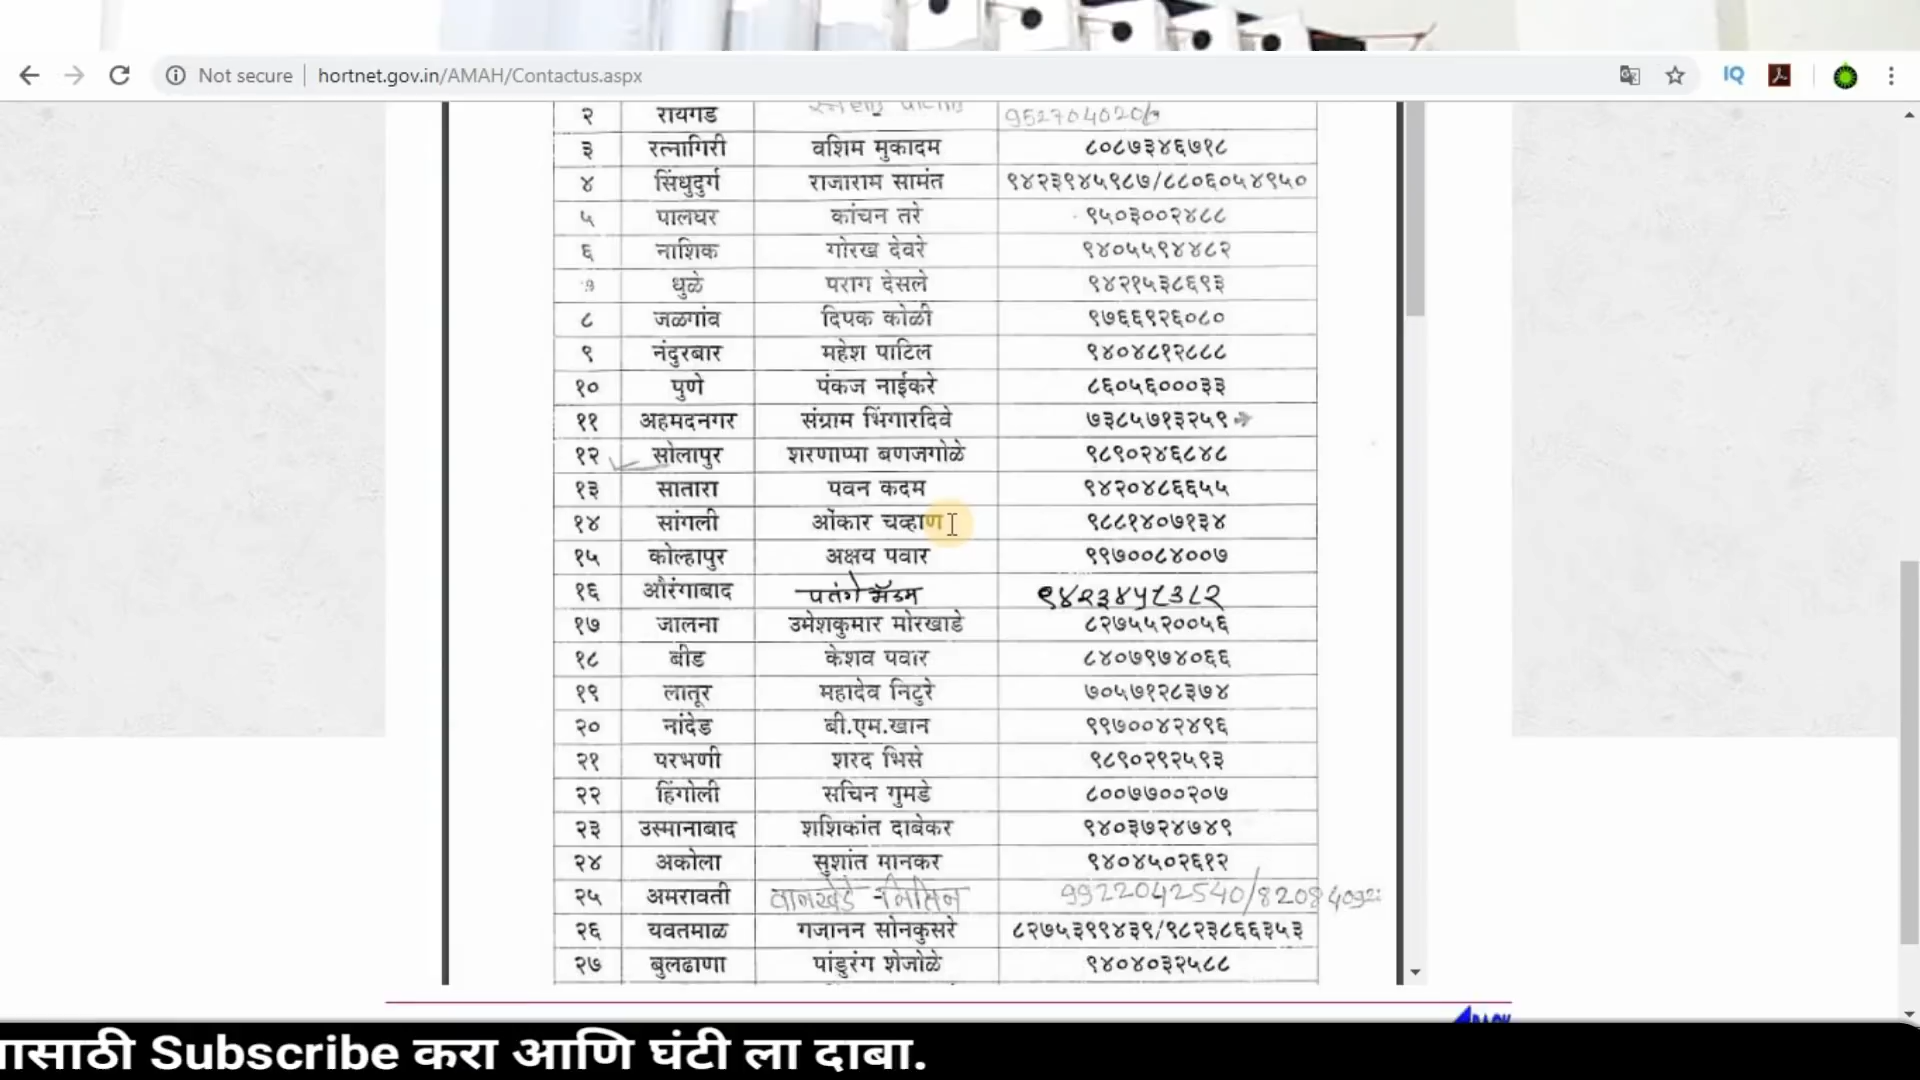 Not secure hortnet.gov.in/AMAH/Contactus.aspx IQ
२ रायगड
३ रत्नागिरी वशिम मुकादम ८०८७३४६७१८
४ सिंधुदुर्ग राजाराम सामंत ९४२३९४५९८७/८८०६०५४९५०
५ पालघर कांचन तरे ९५०३००२४८८
६ नाशिक गोरख देवरे ९४०५५९४४८२
७ धुळे पराग देसले ९४२१५३८६९३
८ जळगांव दिपक कोळी ९७६६९२६०८०
९ नंदुरबार महेश पाटिल ९४०४८१२८८८
१० पुणे पंकज नाईकरे ८६०५६०००३३
११ अहमदनगर संग्राम भिंगारदिवे ७३८५७१३२५९
१२ सोलापुर शरणाप्पा बणजगोळे ९८९०२४६८४८
१३ सातारा पवन कदम ९४२०४८६६५५
१४ सांगली ओंकार चव्हाण ९८८१४०७१३४
१५ कोल्हापुर अक्षय पवार ९९७००८४००७
१६ औरंगाबाद पतंगे मॅडम ९४२३४५८३८२
१७ जालना उमेशकुमार मोरखाडे ८२७५५२००५६
१८ बीड केशव पवार ८४०७९७४०६६
१९ लातूर महादेव निटुरे ७०५७१२८३७४
२० नांदेड बी.एम.खान ९९७००४२४९६
२१ परभणी शरद भिसे ९८९०२९२५९३
२२ हिंगोली सचिन गुमडे ८००७७००२०७
२३ उस्मानाबाद शशिकांत दाबेकर ९४०३७२४७४९
२४ अकोला सुशांत मानकर ९४०४५०२६१२
२५ अमरावती वानखेडे नितिन
२६ यवतमाळ गजानन सोनकुसरे ८२७५३९९४३९/९८२३८६६३५३
२७ बुलढाणा पांडुरंग शेजोळे ९४०४०३२५८८
BACK
ासाठी Subscribe करा आणि घंटी ला दाबा.